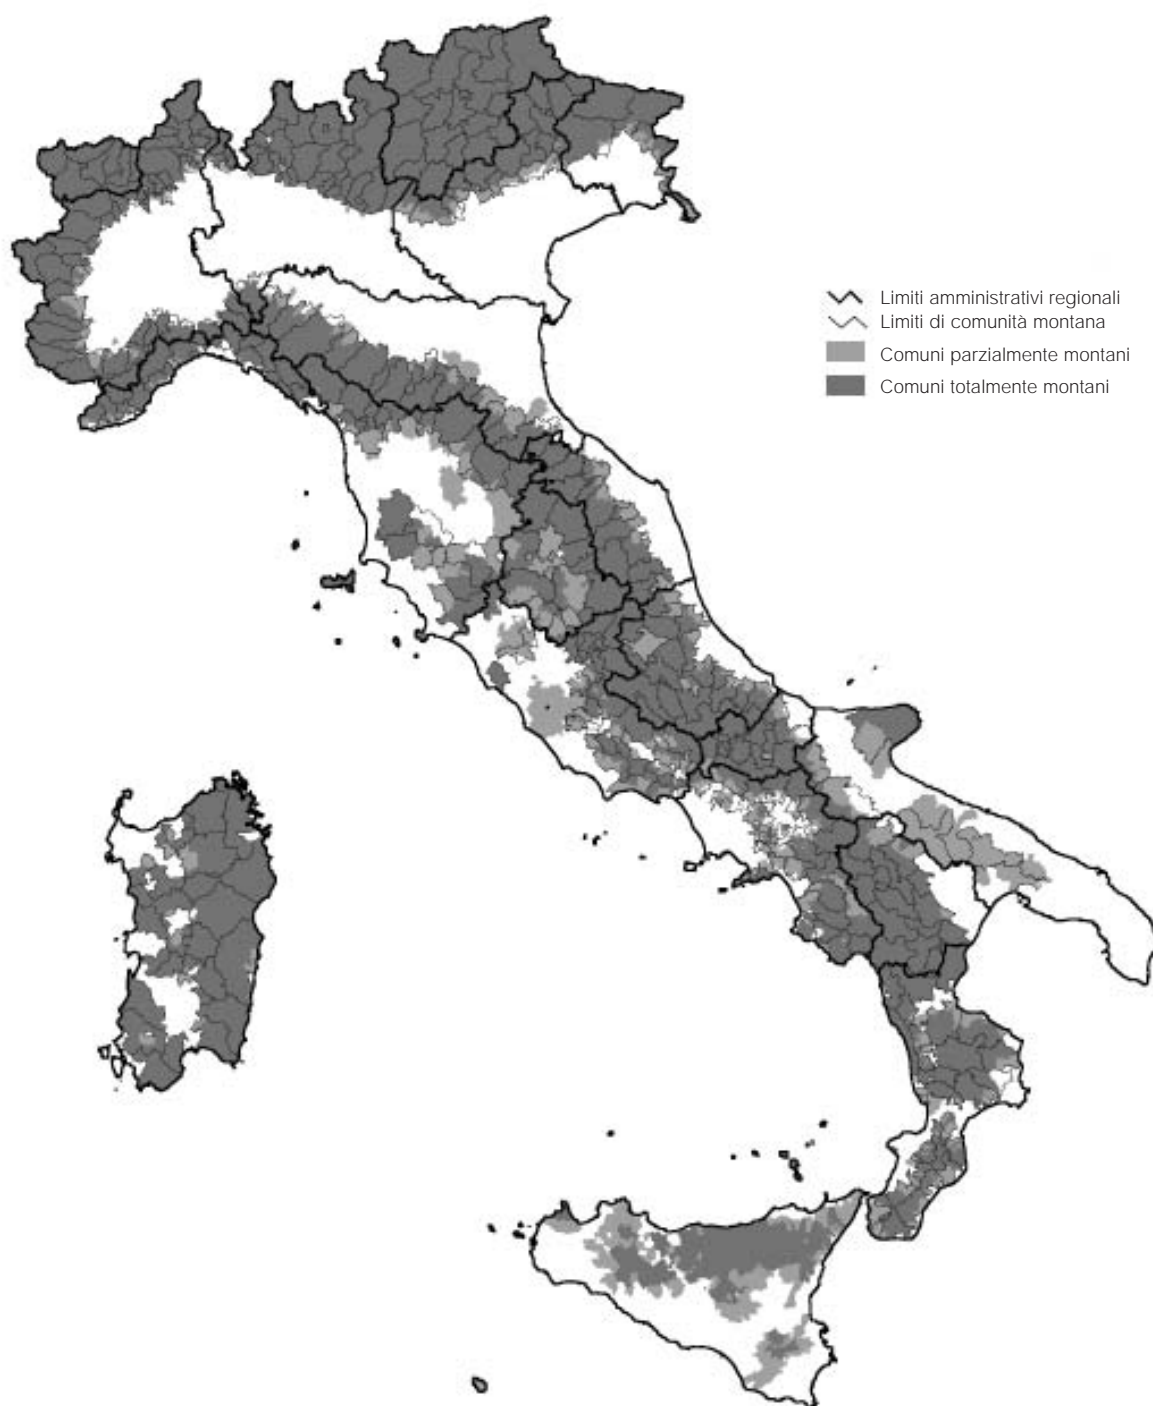 Limiti amministrativi regionali
Limiti di comunità montana
Comuni parzialmente montani
Comuni totalmente montani